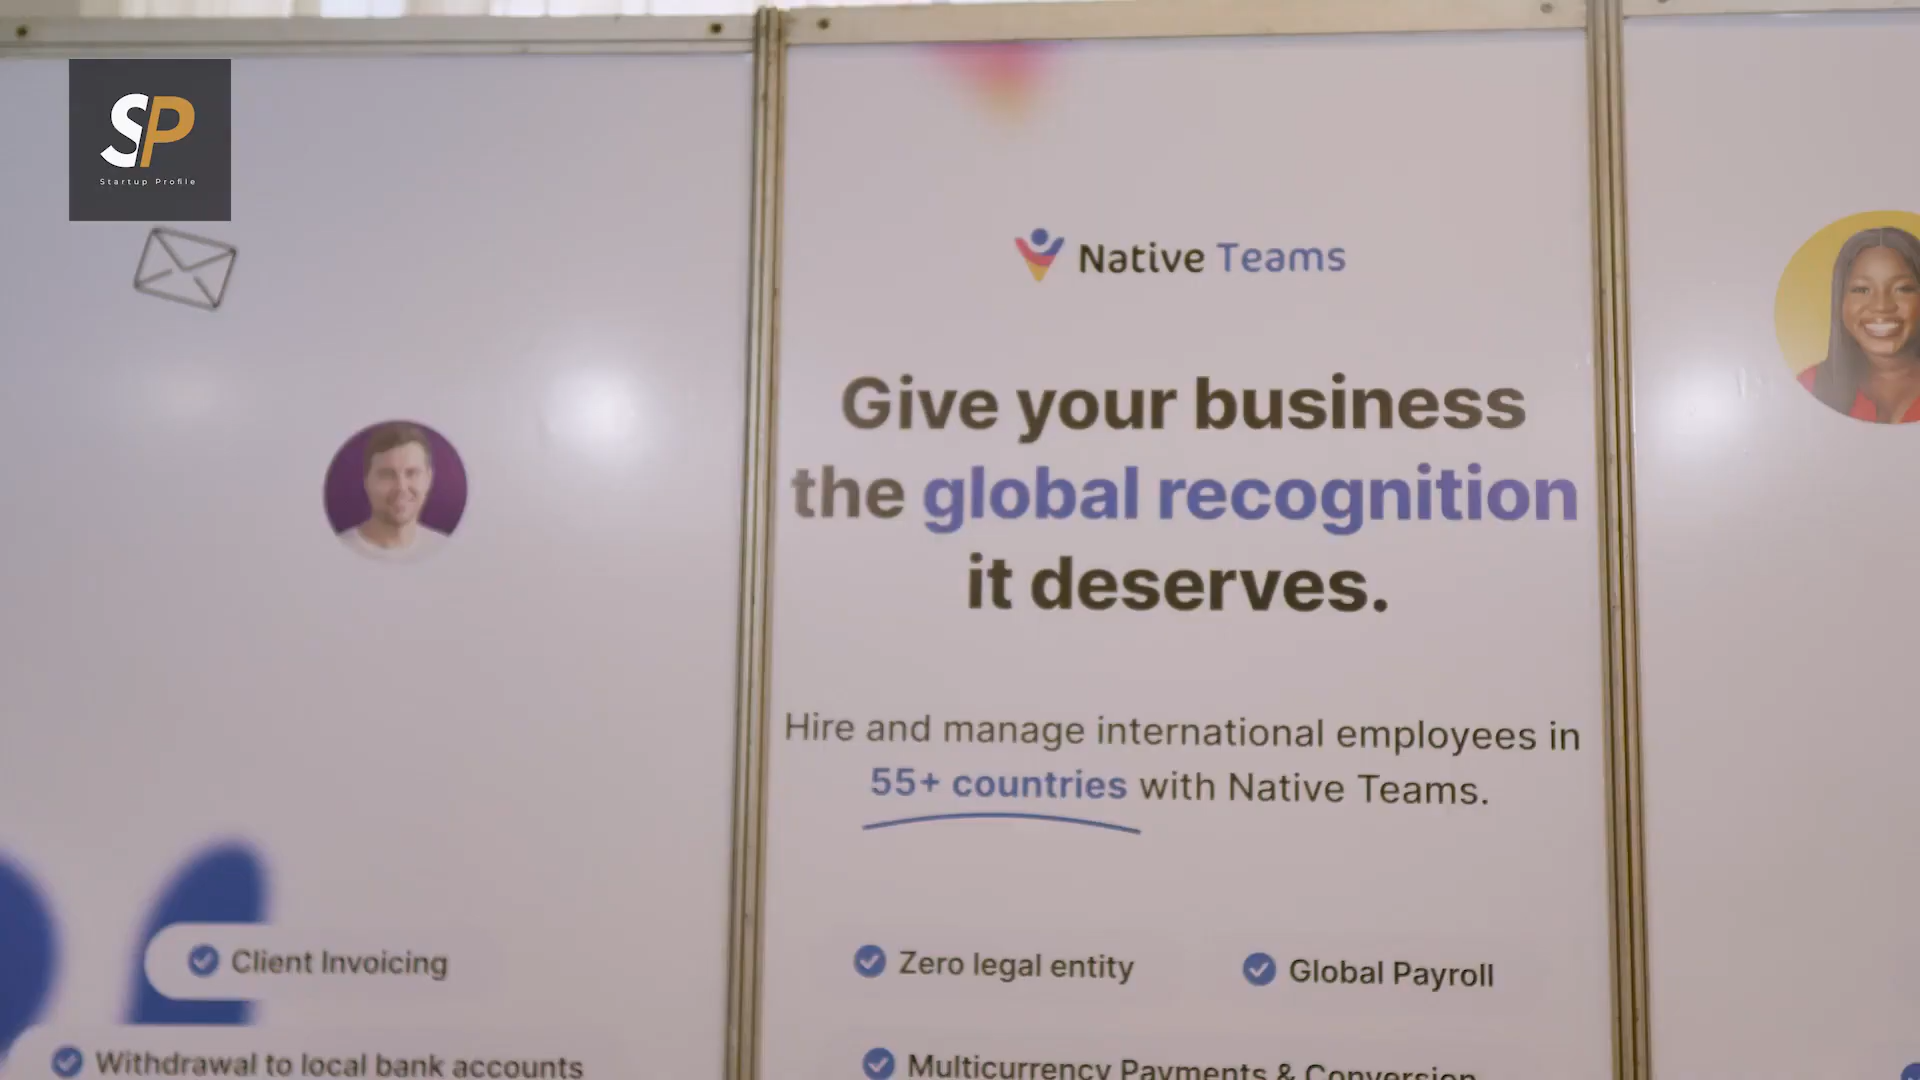 SP
Startup Profile
Native Teams
Give your business
the global recognition
it deserves.
Hire and manage international employees in
55+ countries with Native Teams.
Client Invoicing
Zero legal entity
Global Payroll
Withdrawal to local bank accounts
Multicurrency Payments & Conversion